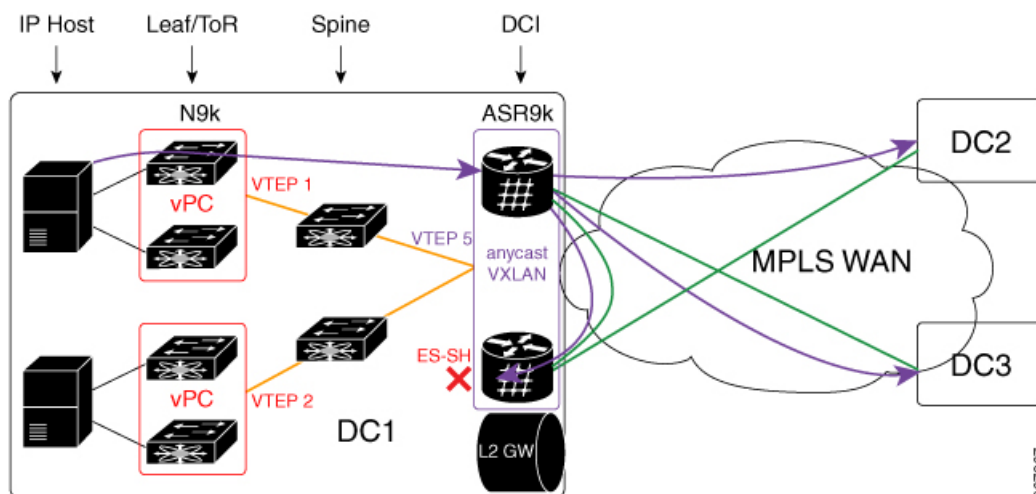 IP Host
Leaf/ToR
Spine
DCI
N9k
ASR9k
DC2
VTEP 1
vPC
VTEP 5
anycast
VXLAN
MPLS WAN
ES-SH
DC3
vPC
VTEP 2
DC1
L2 GW